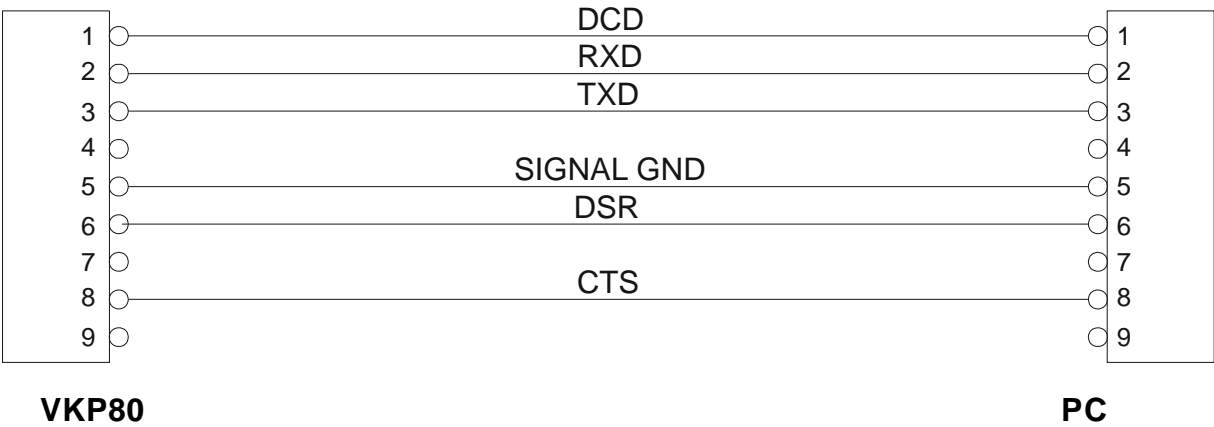 DCD
1 1
RXD
2 2
TXD
3 3
4 4
SIGNAL GND
5 5
DSR
6 6
7 7
CTS
8 8
9 9
VKP80 PC